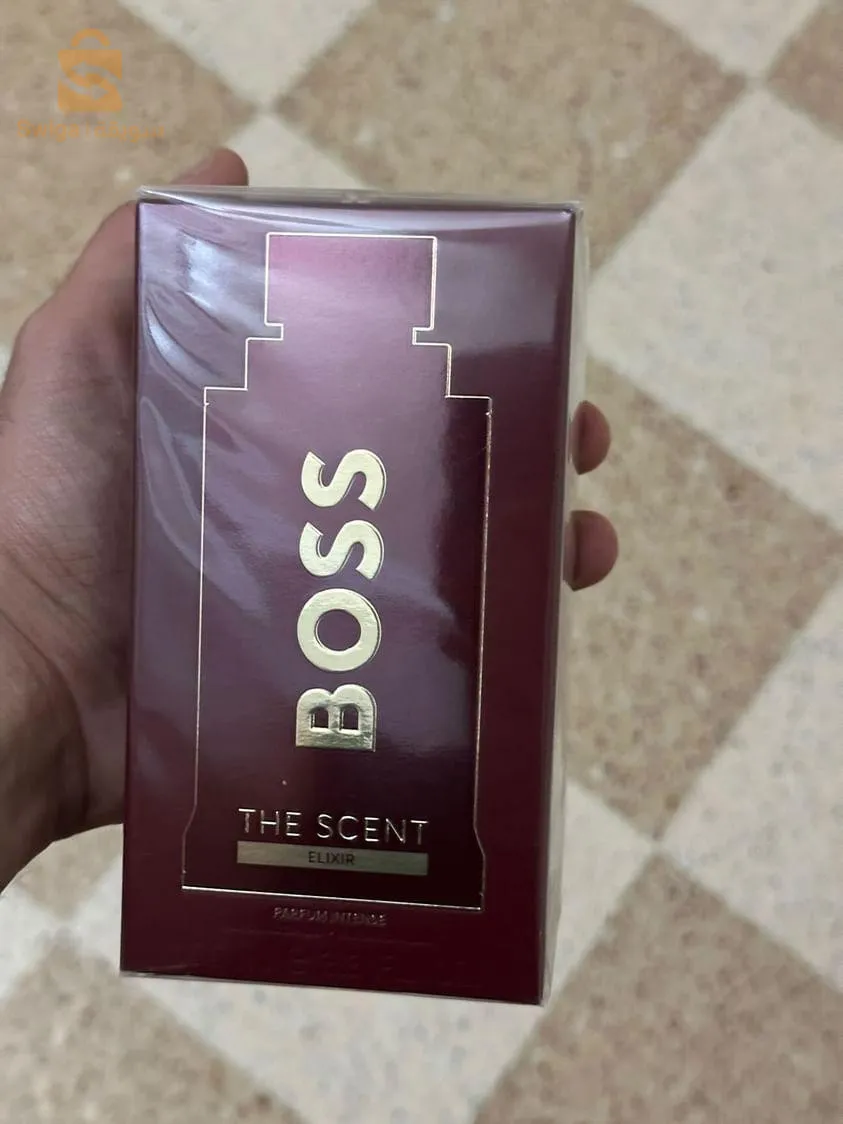 BOSS
THE SCENT
ELIXIR
PARFUM INTENSE